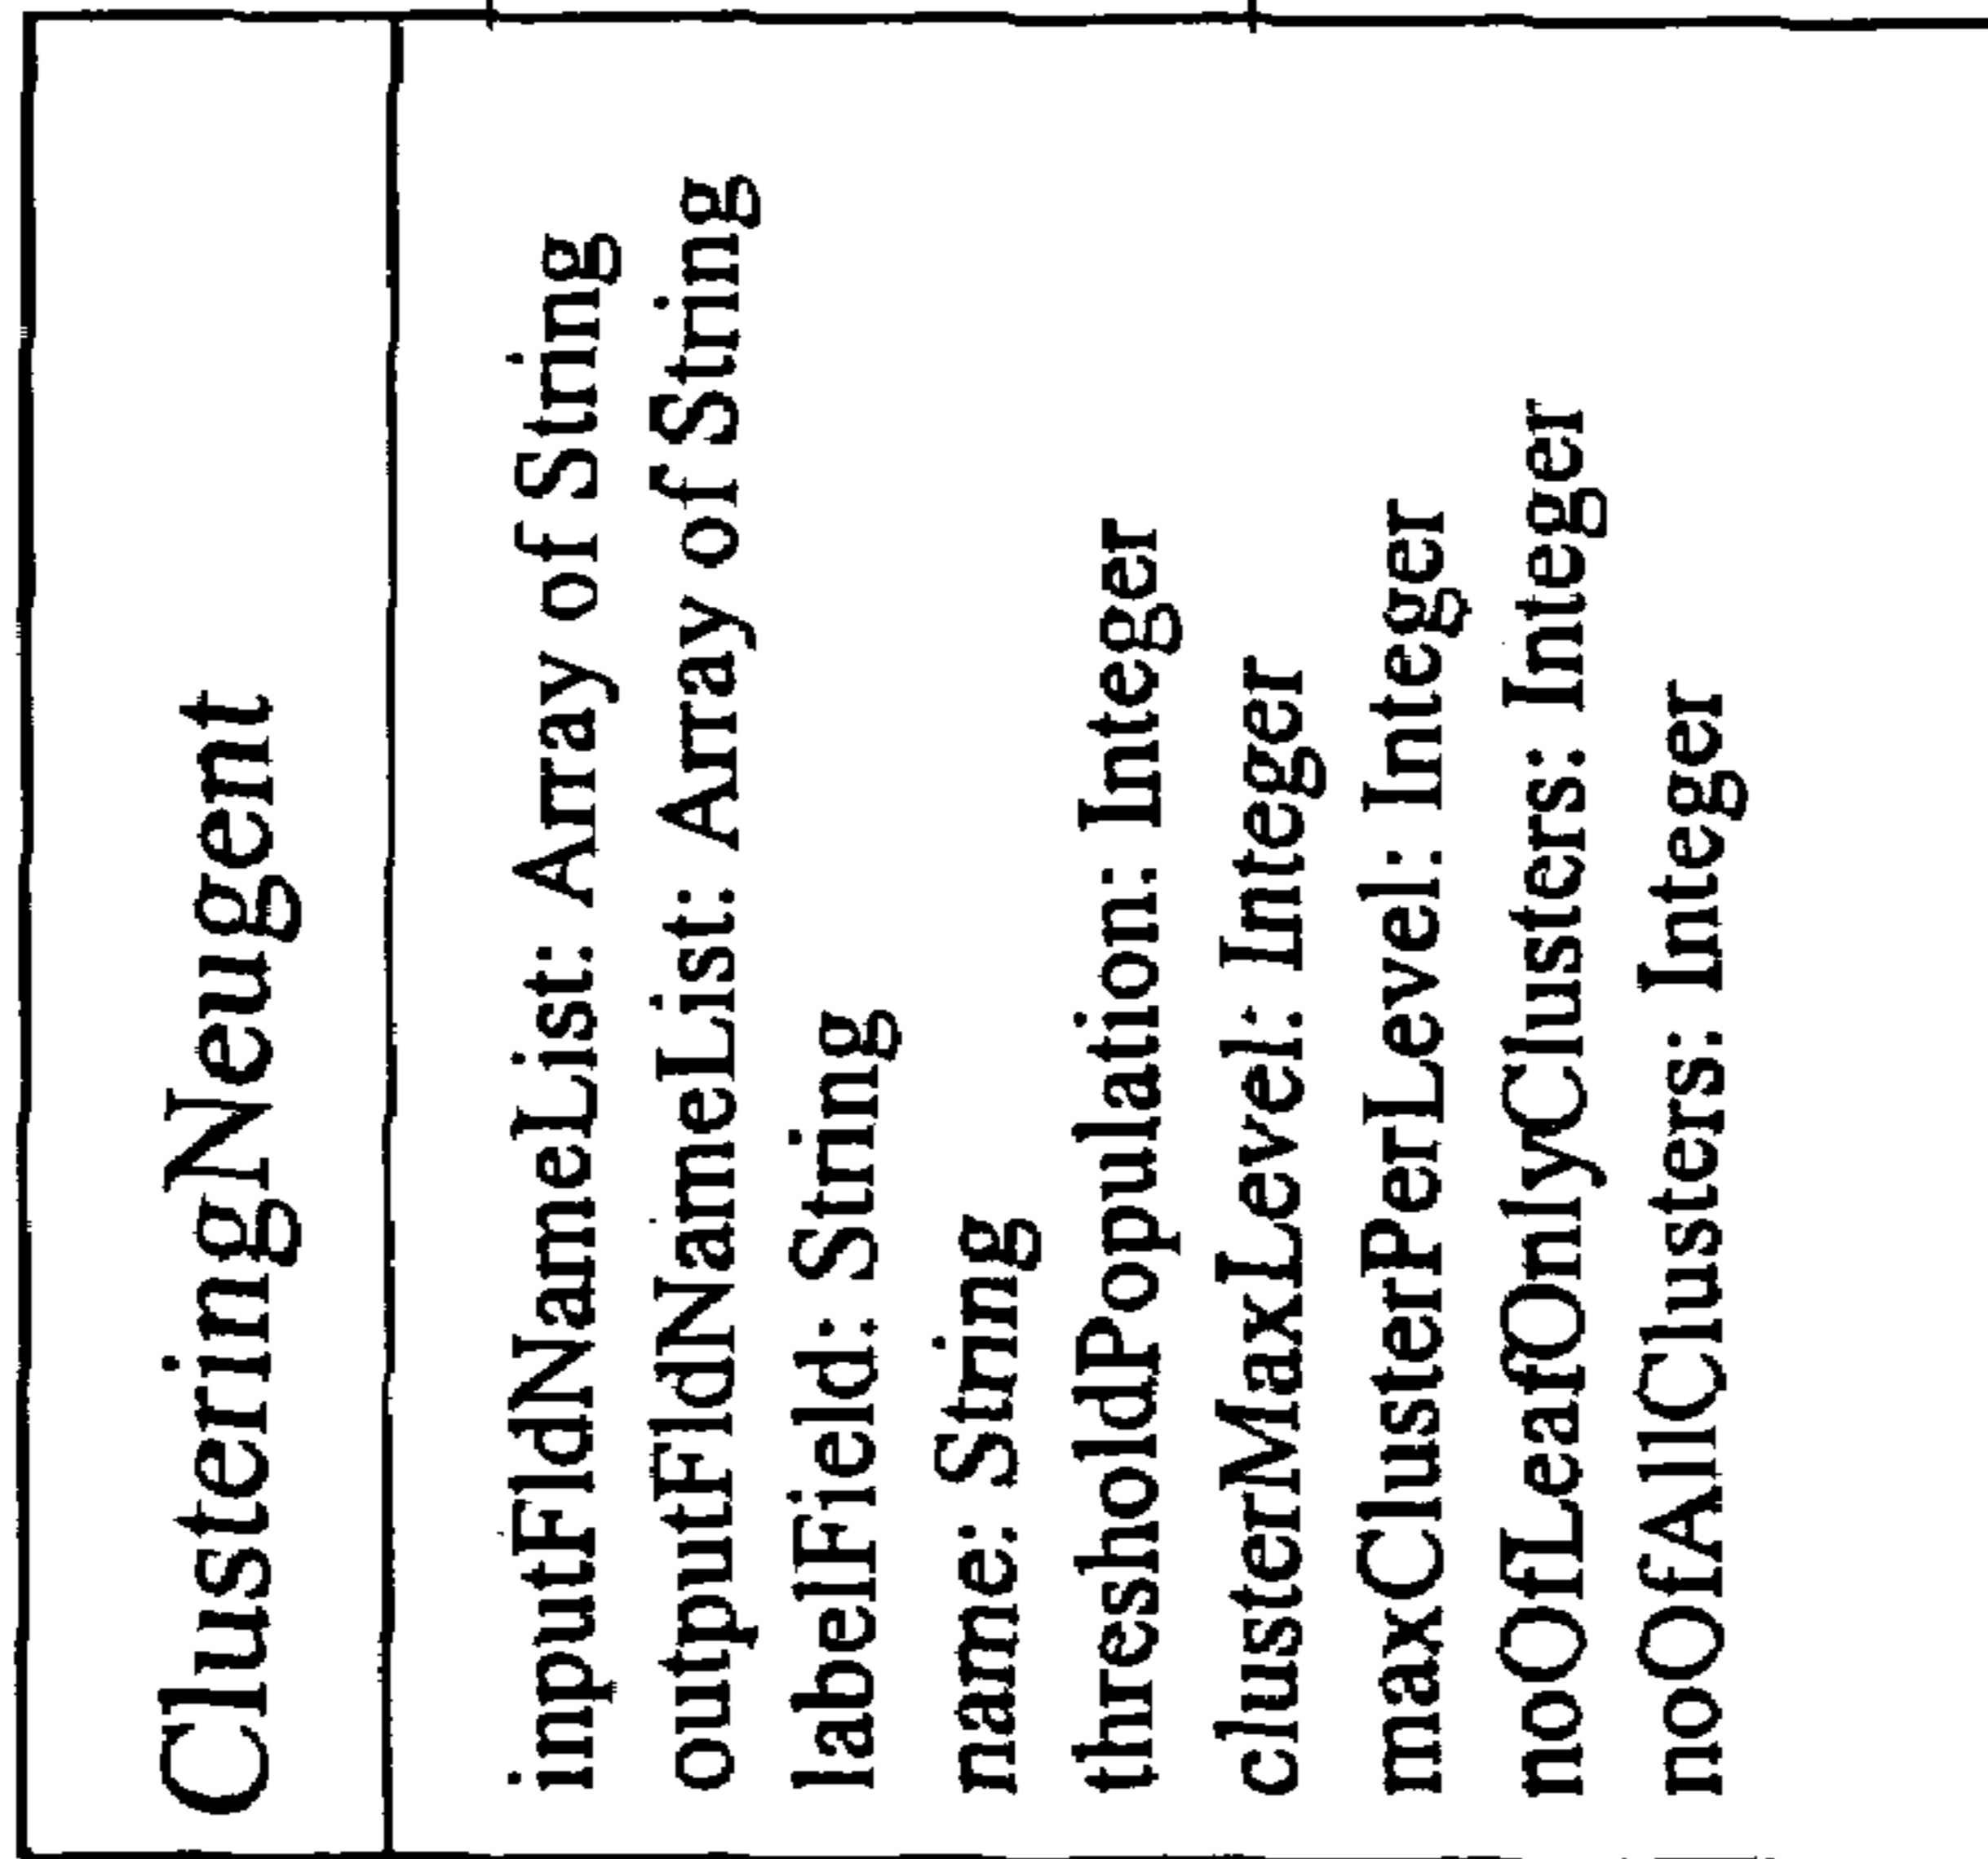 ClusteringNeugent
inputFldNameList: Array of String
outputFldNameList: Array of String
labelField: String
name: String
thresholdPopulation: Integer
clusterMaxLevel: Integer
maxClusterPerLevel: Integer
noOfLeafOnlyClusters: Integer
noOfAllClusters: Integer